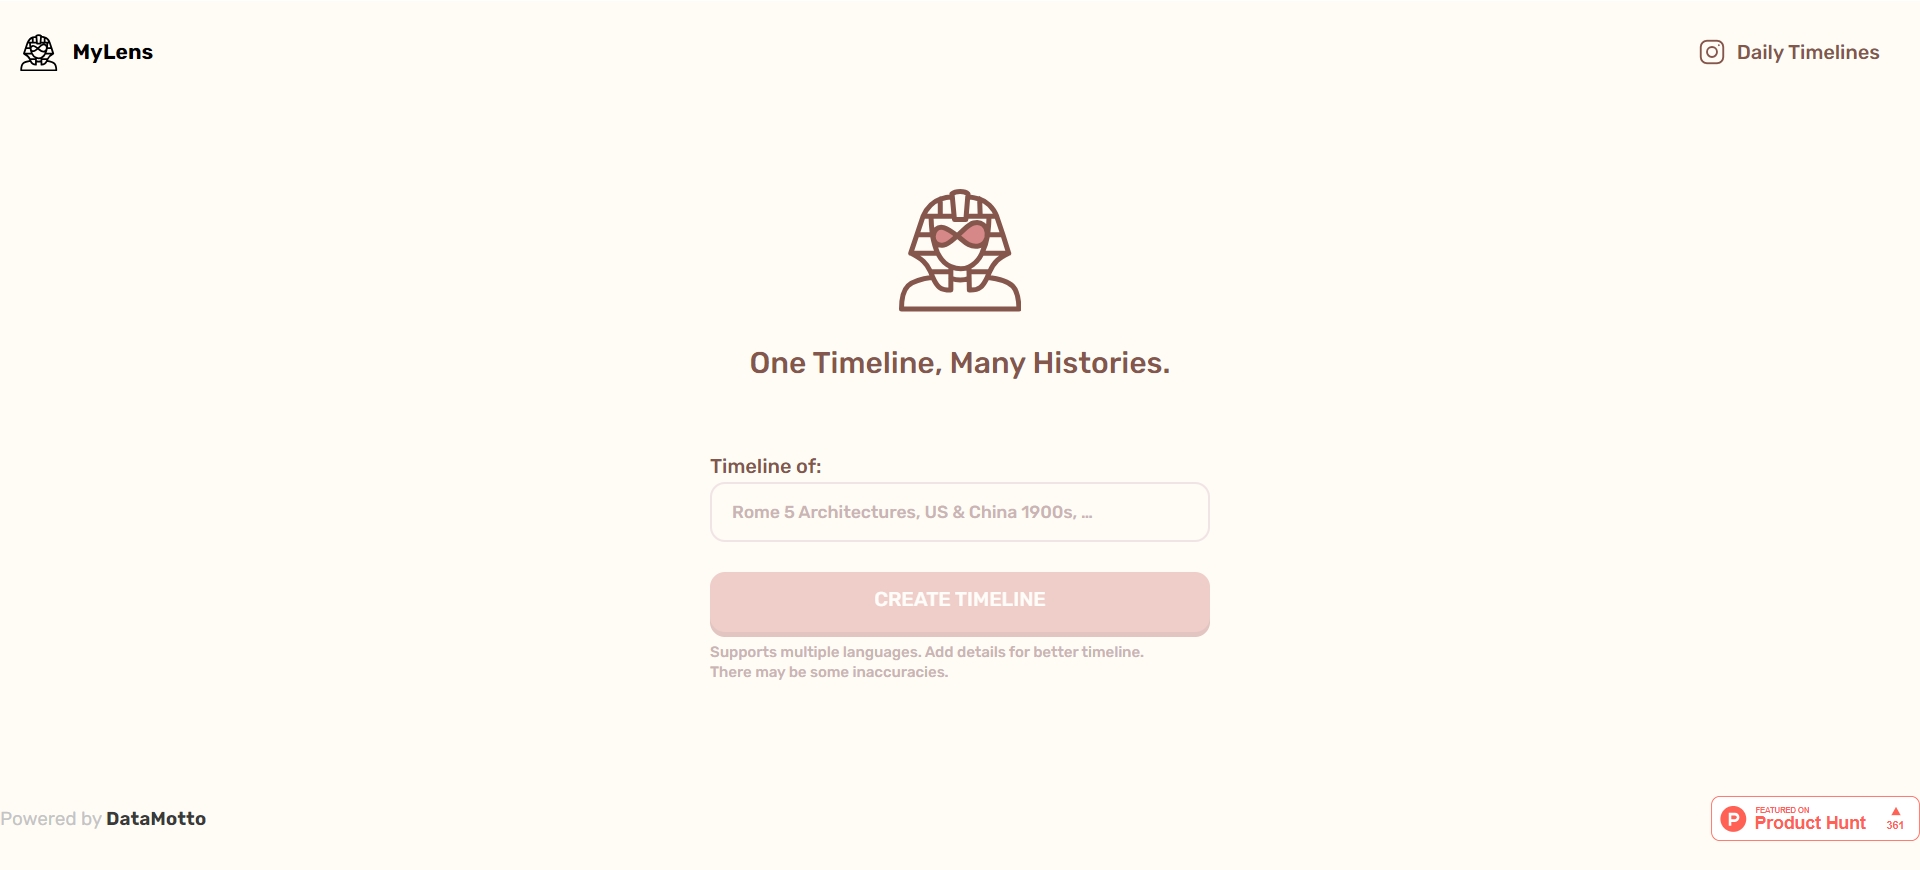 MyLens
Daily Timelines
One Timeline, Many Histories.
Timeline of:
Rome 5 Architectures, US & China 1900s, ...
CREATE TIMELINE
Supports multiple languages. Add details for better timeline.
There may be some inaccuracies.
Powered by DataMotto
P
FEATURED ON
Product Hunt
361